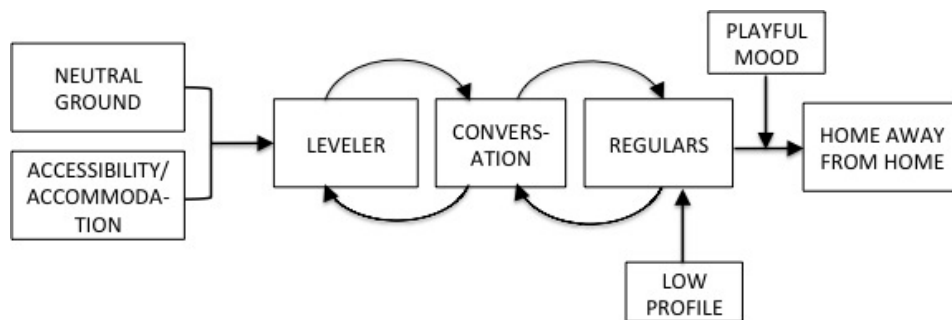 NEUTRAL
GROUND
ACCESSIBILITY/
ACCOMMODA-
TION
LEVELER
CONVERS-
ATION
REGULARS
PLAYFUL
MOOD
HOME AWAY
FROM HOME
LOW
PROFILE